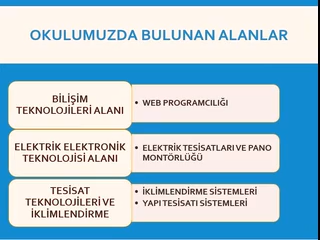 OKULUMUZDA BULUNAN ALANLAR
BİLİŞİM
TEKNOLOJİLERİ ALANI
• WEB PROGRAMCILIĞI
ELEKTRİK ELEKTRONİK
TEKNOLOJİSİ ALANI
• ELEKTRİK TESİSATLARI VE PANO
MONTÖRLÜĞÜ
TESİSAT
TEKNOLOJİLERİ VE
İKLİMLENDİRME
• İKLİMLENDİRME SİSTEMLERİ
• YAPI TESİSATI SİSTEMLERİ